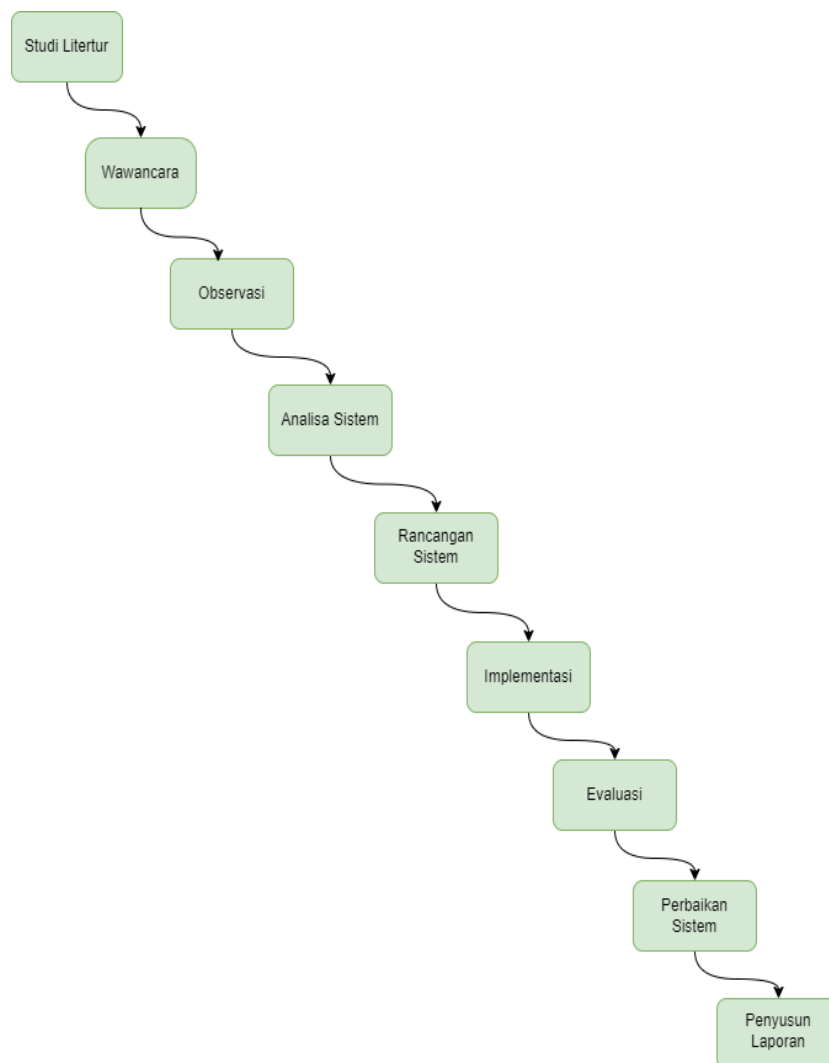 Studi Litertur
Wawancara
Observasi
Analisa Sistem
Rancangan
Sistem
Implementasi
Evaluasi
Perbaikan
Sistem
Penyusun
Laporan